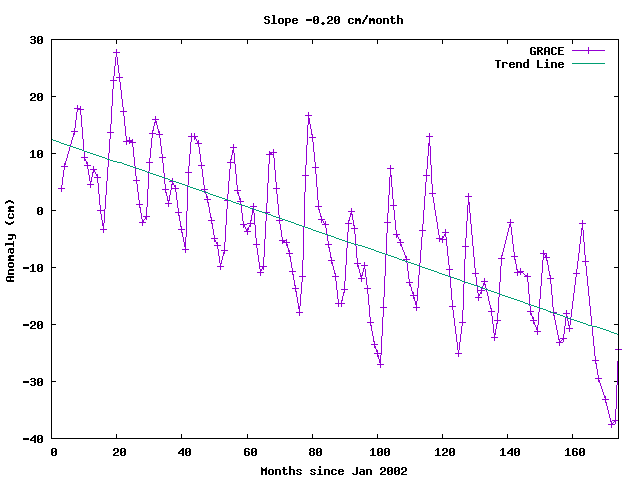 Slope -0.20 cm/month
GRACE
Trend Line
30
20
10
0
-10
-20
-30
-40
Anomaly (cm)
0 20 40 60 80 100 120 140 160
Months since Jan 2002